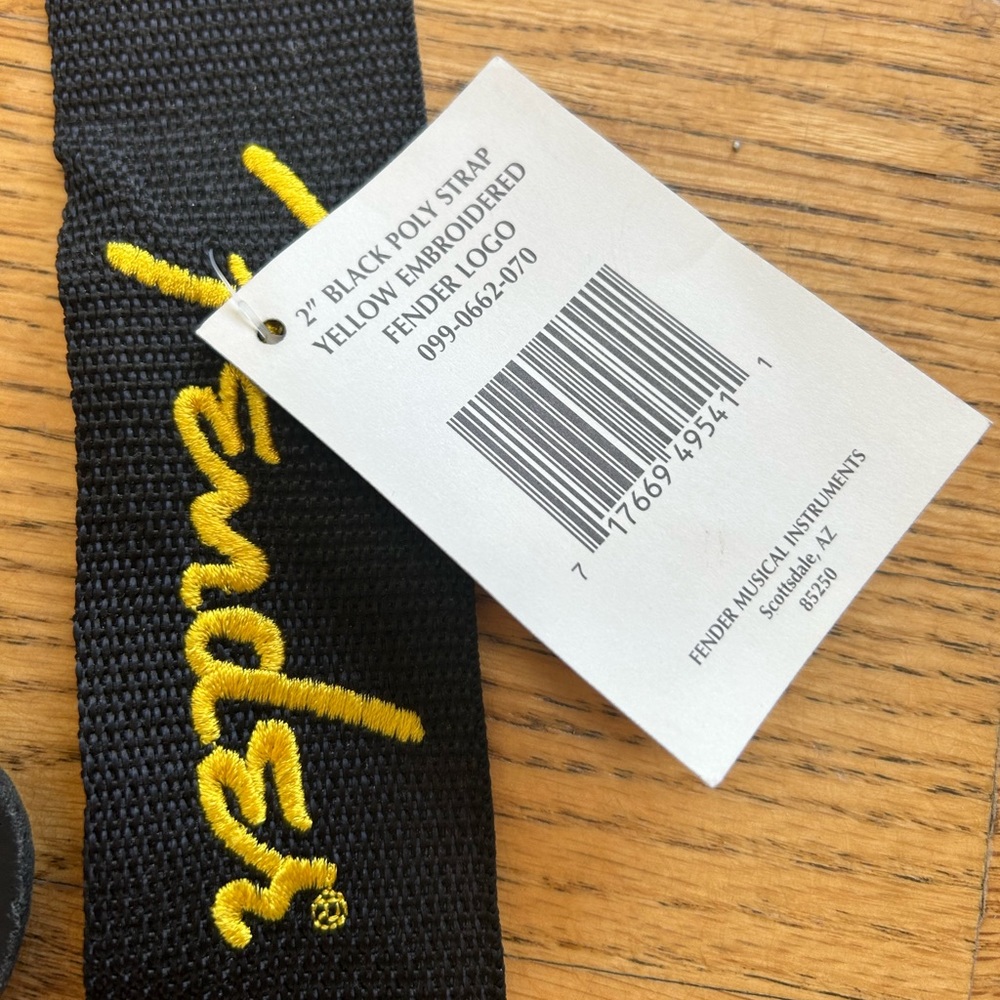 Fender®
2" BLACK POLY STRAP
YELLOW EMBROIDERED
FENDER LOGO
099-0662-070
7 17669 49541 1
FENDER MUSICAL INSTRUMENTS
Scottsdale, AZ
85250